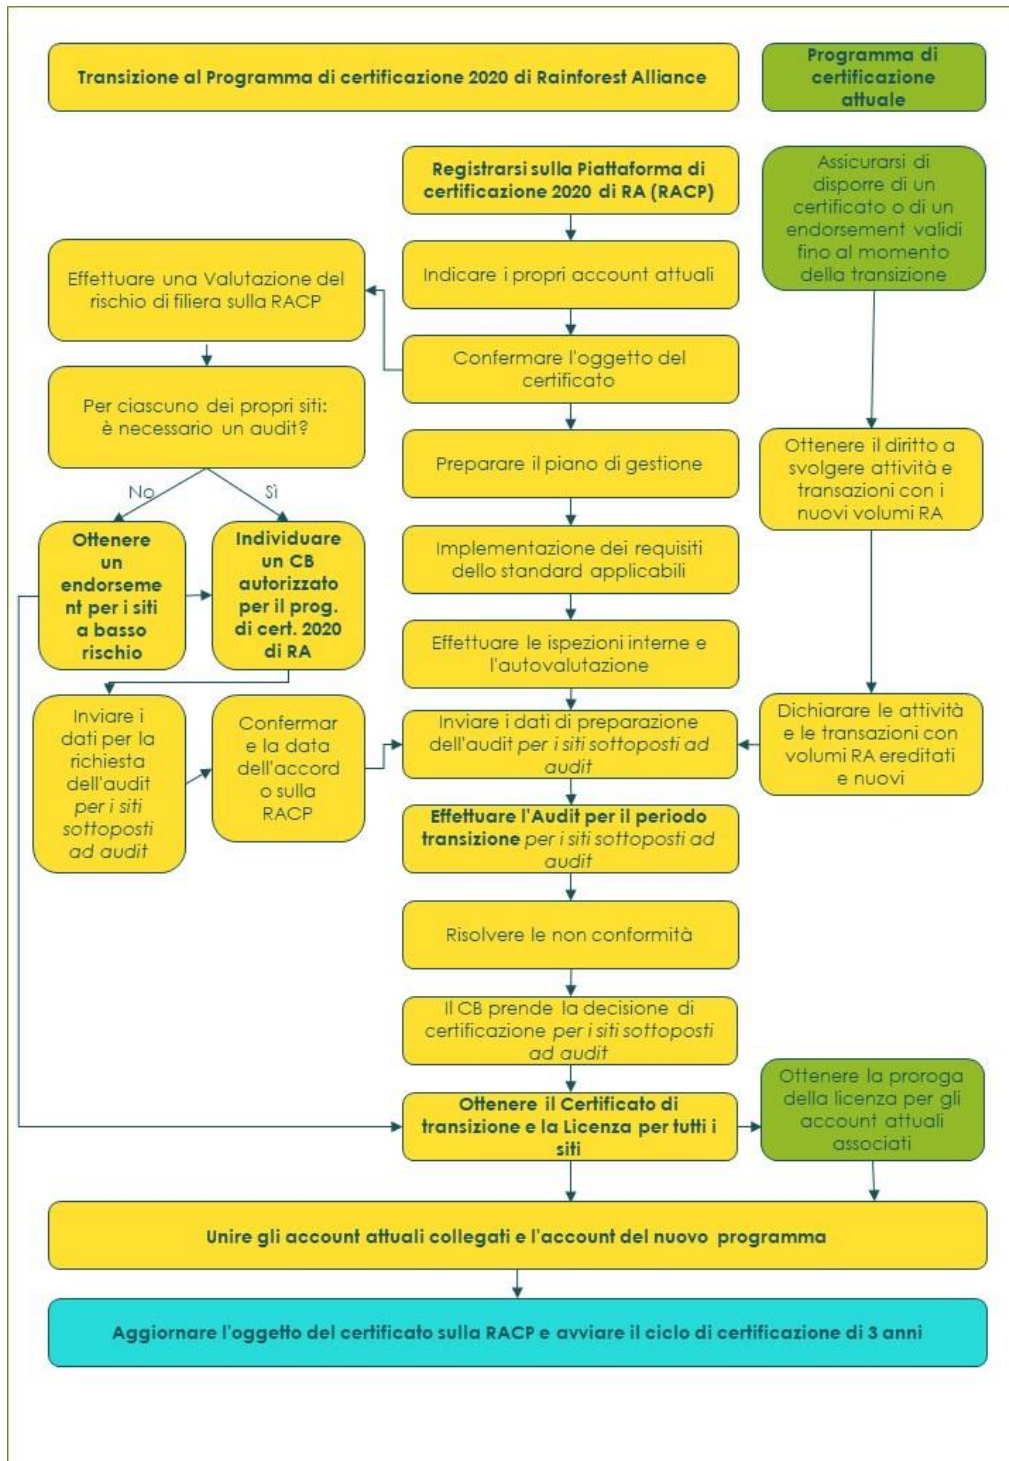 Transizione al Programma di certificazione 2020 di Rainforest Alliance
Programma di
certificazione
attuale
Registrarsi sulla Piattaforma di
certificazione 2020 di RA (RACP)
Assicurarsi di
disporre di un
certificato o di un
endorsement validi
fino al momento
della transizione
Effettuare una Valutazione del
rischio di filiera sulla RACP
Indicare i propri account attuali
Confermare l'oggetto del
certificato
Per ciascuno dei propri siti:
è necessario un audit?
Preparare il piano di gestione
Ottenere il diritto a
svolgere attività e
transazioni con i
nuovi volumi RA
No
Sì
Ottenere
un
endorseme
nt per i siti
a basso
rischio
Individuare
un CB
autorizzato
per il prog.
di cert. 2020
di RA
Implementazione dei requisiti
dello standard applicabili
Effettuare le ispezioni interne e
l'autovalutazione
Inviare i
dati per la
richiesta
dell'audit
per i siti
sottoposti
ad audit
Confermar
e la data
dell'accord
o sulla
RACP
Inviare i dati di preparazione
dell'audit per i siti sottoposti ad
audit
Dichiarare le attività
e le transazioni con
volumi RA ereditati
e nuovi
Effettuare l'Audit per il periodo
transizione per i siti sottoposti ad
audit
Risolvere le non conformità
Il CB prende la decisione di
certificazione per i siti sottoposti
ad audit
Ottenere il Certificato di
transizione e la Licenza per tutti i
siti
Ottenere la proroga
della licenza per gli
account attuali
associati
Unire gli account attuali collegati e l'account del nuovo programma
Aggiornare l'oggetto del certificato sulla RACP e avviare il ciclo di certificazione di 3 anni